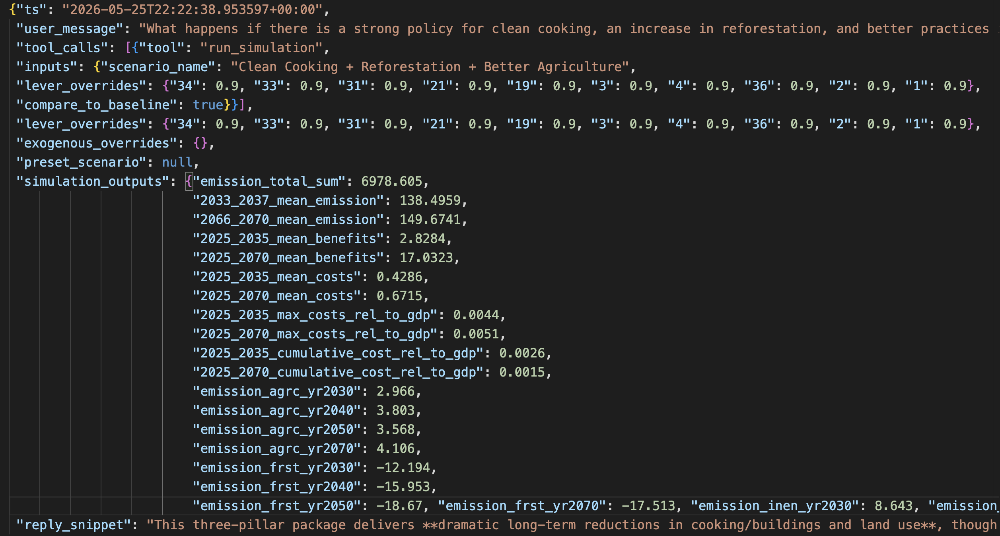 {"ts": "2026-05-25T22:22:38.953597+00:00",
"user_message": "What happens if there is a strong policy for clean cooking, an increase in reforestation, and better practices
"tool_calls": [{"tool": "run_simulation",
"inputs": {"scenario_name": "Clean Cooking + Reforestation + Better Agriculture",
"lever_overrides": {"34": 0.9, "33": 0.9, "31": 0.9, "21": 0.9, "19": 0.9, "3": 0.9, "4": 0.9, "36": 0.9, "2": 0.9, "1": 0.9},
"compare_to_baseline": true}}],
"lever_overrides": {"34": 0.9, "33": 0.9, "31": 0.9, "21": 0.9, "19": 0.9, "3": 0.9, "4": 0.9, "36": 0.9, "2": 0.9, "1": 0.9},
"exogenous_overrides": {},
"preset_scenario": null,
"simulation_outputs": {"emission_total_sum": 6978.605,
"2033_2037_mean_emission": 138.4959,
"2066_2070_mean_emission": 149.6741,
"2025_2035_mean_benefits": 2.8284,
"2025_2070_mean_benefits": 17.0323,
"2025_2035_mean_costs": 0.4286,
"2025_2070_mean_costs": 0.6715,
"2025_2035_max_costs_rel_to_gdp": 0.0044,
"2025_2070_max_costs_rel_to_gdp": 0.0051,
"2025_2035_cumulative_cost_rel_to_gdp": 0.0026,
"2025_2070_cumulative_cost_rel_to_gdp": 0.0015,
"emission_agrc_yr2030": 2.966,
"emission_agrc_yr2040": 3.803,
"emission_agrc_yr2050": 3.568,
"emission_agrc_yr2070": 4.106,
"emission_frst_yr2030": -12.194,
"emission_frst_yr2040": -15.953,
"emission_frst_yr2050": -18.67, "emission_frst_yr2070": -17.513, "emission_inen_yr2030": 8.643, "emission_
"reply_snippet": "This three-pillar package delivers **dramatic long-term reductions in cooking/buildings and land use**, though